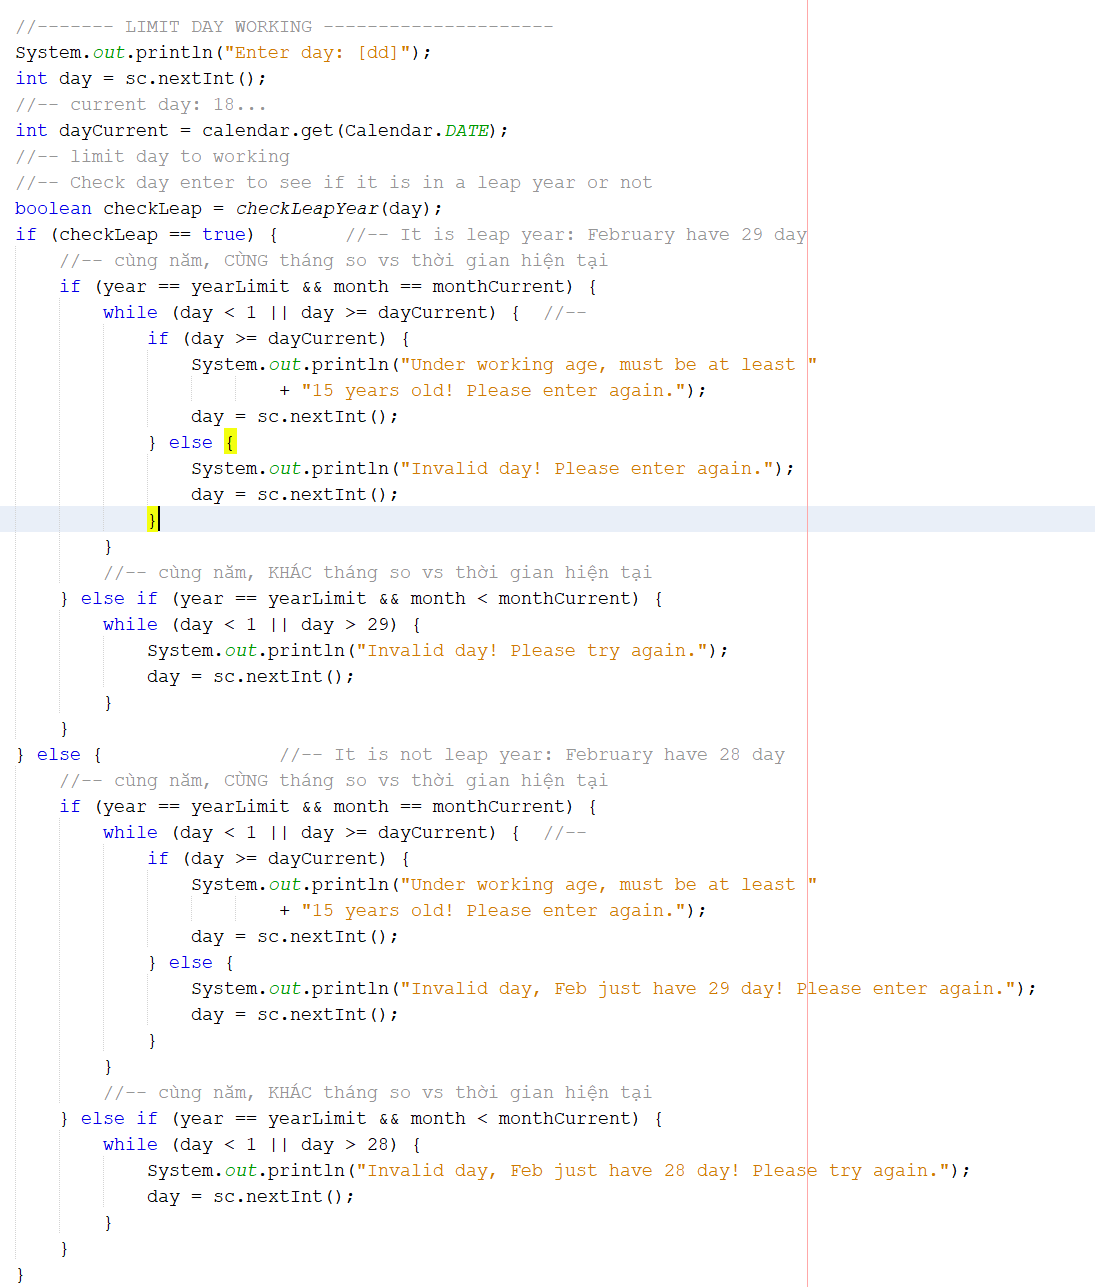 //------- LIMIT DAY WORKING ---------------------
System.out.println("Enter day: [dd]");
int day = sc.nextInt();
//-- current day: 18...
int dayCurrent = calendar.get(Calendar.DATE);
//-- limit day to working
//-- Check day enter to see if it is in a leap year or not
boolean checkLeap = checkLeapYear(day);
if (checkLeap == true) {      //-- It is leap year: February have 29 day
    //-- cùng năm, CÙNG tháng so vs thời gian hiện tại
    if (year == yearLimit && month == monthCurrent) {
        while (day < 1 || day >= dayCurrent) {  //--
            if (day >= dayCurrent) {
                System.out.println("Under working age, must be at least "
                        + "15 years old! Please enter again.");
                day = sc.nextInt();
            } else {
                System.out.println("Invalid day! Please enter again.");
                day = sc.nextInt();
            }
        }
        //-- cùng năm, KHÁC tháng so vs thời gian hiện tại
    } else if (year == yearLimit && month < monthCurrent) {
        while (day < 1 || day > 29) {
            System.out.println("Invalid day! Please try again.");
            day = sc.nextInt();
        }
    }
} else {                //-- It is not leap year: February have 28 day
    //-- cùng năm, CÙNG tháng so vs thời gian hiện tại
    if (year == yearLimit && month == monthCurrent) {
        while (day < 1 || day >= dayCurrent) {  //--
            if (day >= dayCurrent) {
                System.out.println("Under working age, must be at least "
                        + "15 years old! Please enter again.");
                day = sc.nextInt();
            } else {
                System.out.println("Invalid day, Feb just have 29 day! Please enter again.");
                day = sc.nextInt();
            }
        }
        //-- cùng năm, KHÁC tháng so vs thời gian hiện tại
    } else if (year == yearLimit && month < monthCurrent) {
        while (day < 1 || day > 28) {
            System.out.println("Invalid day, Feb just have 28 day! Please try again.");
            day = sc.nextInt();
        }
    }
}